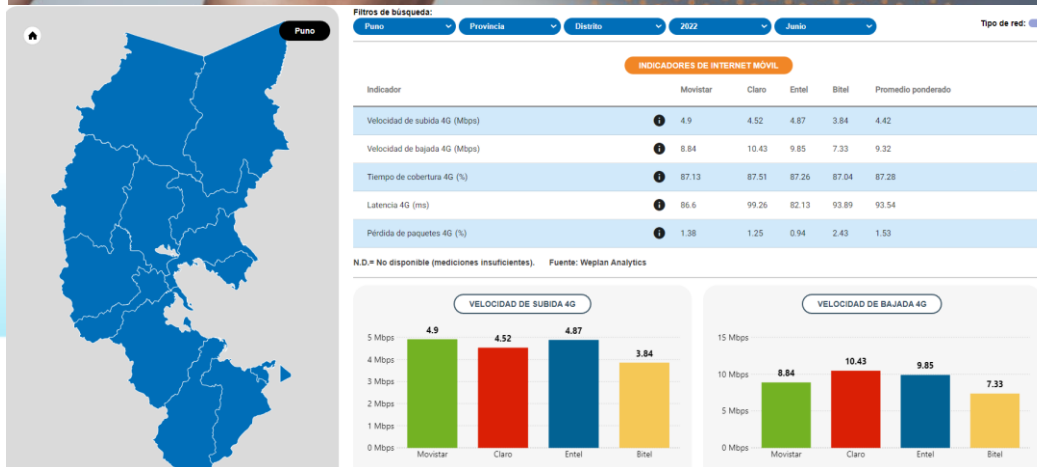 Puno
Filtros de búsqueda:
Puno Provincia Distrito 2022 Junio
Tipo de red:
INDICADORES DE INTERNET MÓVIL
Indicador Movistar Claro Entel Bitel Promedio ponderado
Velocidad de subida 4G (Mbps) 4.9 4.52 4.87 3.84 4.42
Velocidad de bajada 4G (Mbps) 8.84 10.43 9.85 7.33 9.32
Tiempo de cobertura 4G (%) 87.13 87.51 87.26 87.04 87.28
Latencia 4G (ms) 86.6 99.26 82.13 93.89 93.54
Pérdida de paquetes 4G (%) 1.38 1.25 0.94 2.43 1.53
N.D.= No disponible (mediciones insuficientes). Fuente: Weplan Analytics
VELOCIDAD DE SUBIDA 4G
5 Mbps
4 Mbps
3 Mbps
2 Mbps
1 Mbps
0 Mbps
4.9 4.52 4.87 3.84
Movistar Claro Entel Bitel
VELOCIDAD DE BAJADA 4G
15 Mbps
10 Mbps
5 Mbps
0 Mbps
8.84 10.43 9.85 7.33
Movistar Claro Entel Bitel